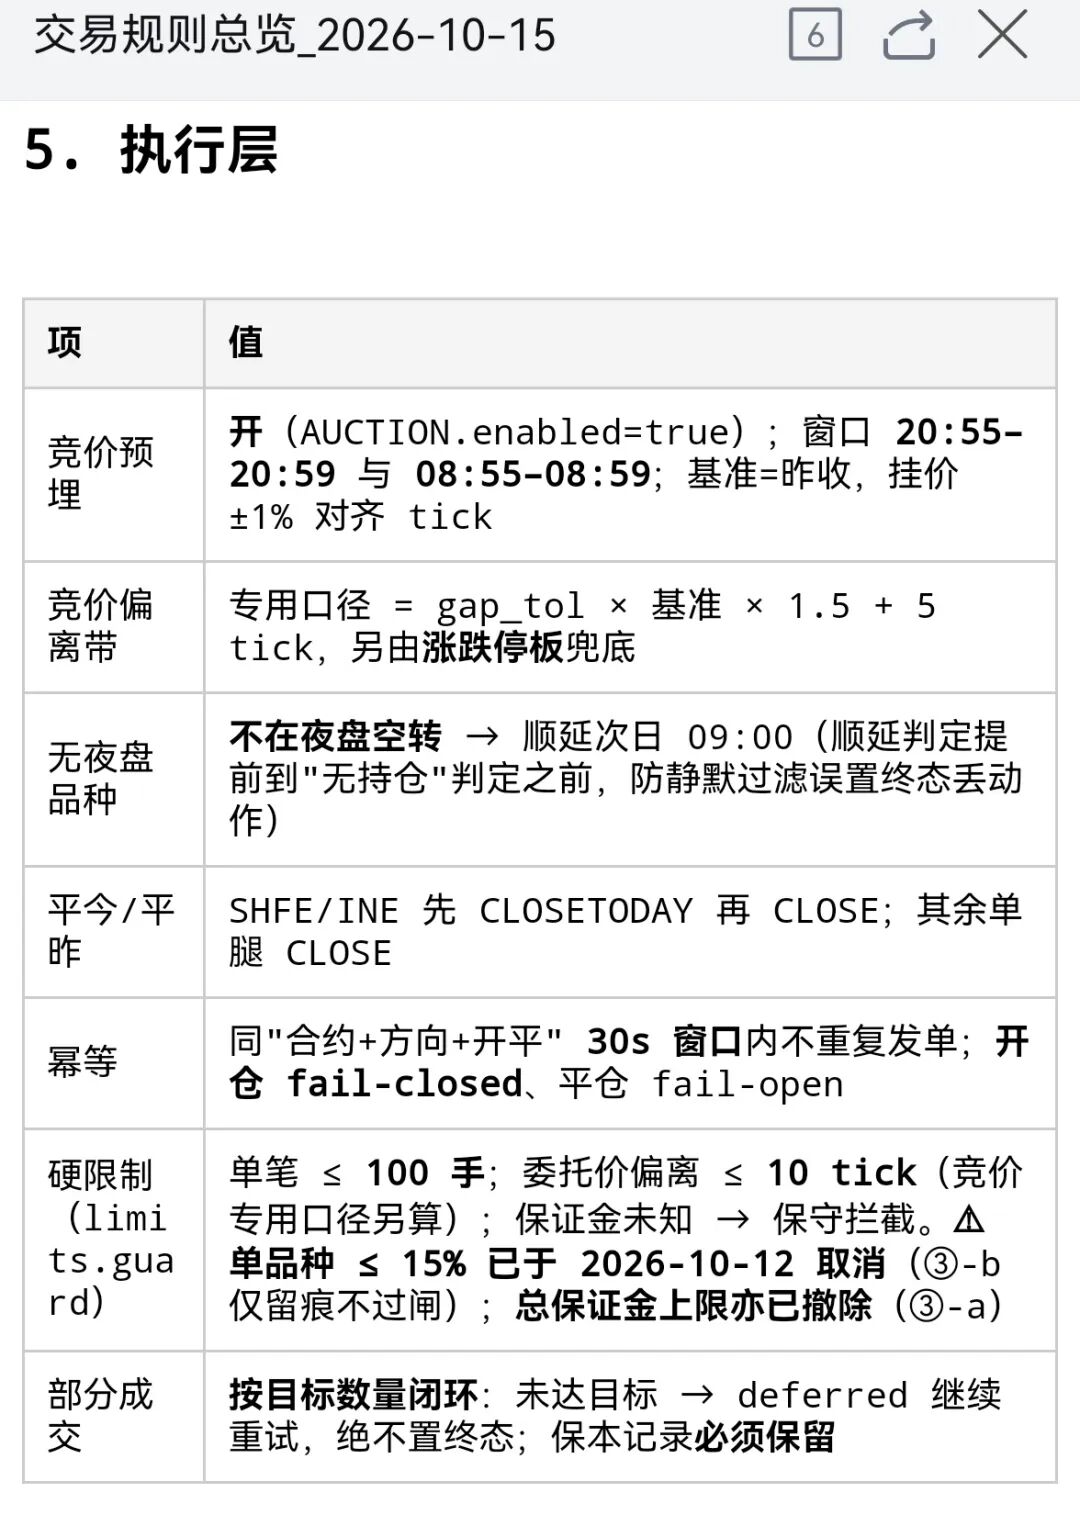 交易规则总览_2026-10-15
6
5. 执行层
项
值
竞价预
埋
开（AUCTION.enabled=true）；窗口 20:55–
20:59 与 08:55–08:59；基准=昨收，挂价
±1% 对齐 tick
竞价偏
离带
专用口径 = gap_tol × 基准 × 1.5 + 5
tick，另由涨跌停板兜底
无夜盘
品种
不在夜盘空转 → 顺延次日 09:00（顺延判定提
前到"无持仓"判定之前，防静默过滤误置终态丢动
作）
平今/平
昨
SHFE/INE 先 CLOSETODAY 再 CLOSE；其余单
腿 CLOSE
幂等
同"合约+方向+开平" 30s 窗口内不重复发单；开
仓 fail-closed、平仓 fail-open
硬限制
（limi
ts.gua
rd）
单笔 ≤ 100 手；委托价偏离 ≤ 10 tick（竞价
专用口径另算）；保证金未知 → 保守拦截。⚠
单品种 ≤ 15% 已于 2026-10-12 取消（③-b
仅留痕不过闸）；总保证金上限亦已撤除（③-a）
部分成
交
按目标数量闭环：未达目标 → deferred 继续
重试，绝不置终态；保本记录必须保留